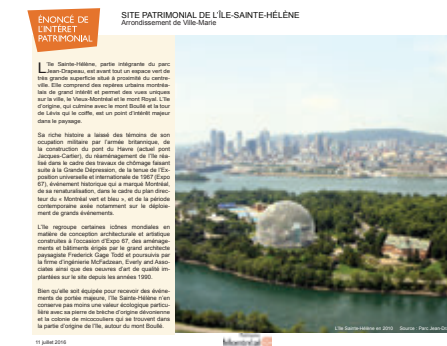 ÉNONCÉ DE
L'INTÉRÊT
PATRIMONIAL
SITE PATRIMONIAL DE L'ÎLE-SAINTE-HÉLÈNE
Arrondissement de Ville-Marie
L'île Sainte-Hélène, partie intégrante du parc
Jean-Drapeau, est avant tout un espace vert de
très grande superficie situé à proximité du centre-
ville. Elle comprend des repères urbains montréa-
lais de grand intérêt et permet des vues uniques
sur la ville, le Vieux-Montréal et le mont Royal. L'île
d'origine, qui culmine avec le mont Boullé et la tour
de Lévis qui le coiffe, est un point d'intérêt majeur
dans le paysage.
Sa riche histoire a laissé des témoins de son
occupation militaire par l'armée britannique, de
la construction du pont du Havre (actuel pont
Jacques-Cartier), du réaménagement de l'île réa-
lisé dans le cadre des travaux de chômage faisant
suite à la Grande Dépression, de la tenue de l'Ex-
position universelle et internationale de 1967 (Expo
67), événement historique qui a marqué Montréal,
de sa renaturalisation, dans le cadre du plan direc-
teur du « Montréal vert et bleu », et de la période
contemporaine axée notamment sur le déploie-
ment de grands événements.
L'île regroupe certaines icônes mondiales en
matière de conception architecturale et artistique
construites à l'occasion d'Expo 67, des aménage-
ments et bâtiments érigés par le grand architecte
paysagiste Frederick Gage Todd et poursuivis par
la firme d'ingénierie McFadzean, Everly and Asso-
ciates ainsi que des oeuvres d'art de qualité im-
plantées sur le site depuis les années 1990.
Bien qu'elle soit équipée pour recevoir des événe-
ments de portée majeure, l'île Sainte-Hélène n'en
conserve pas moins une valeur écologique particu-
lière avec sa pierre de brèche d'origine dévonienne
et la colonie de micocouliers qui se trouvent dans
la partie d'origine de l'île, autour du mont Boullé.
L'île Sainte-Hélène en 2010 Source : Parc Jean-Dra
11 juillet 2016
Montréal